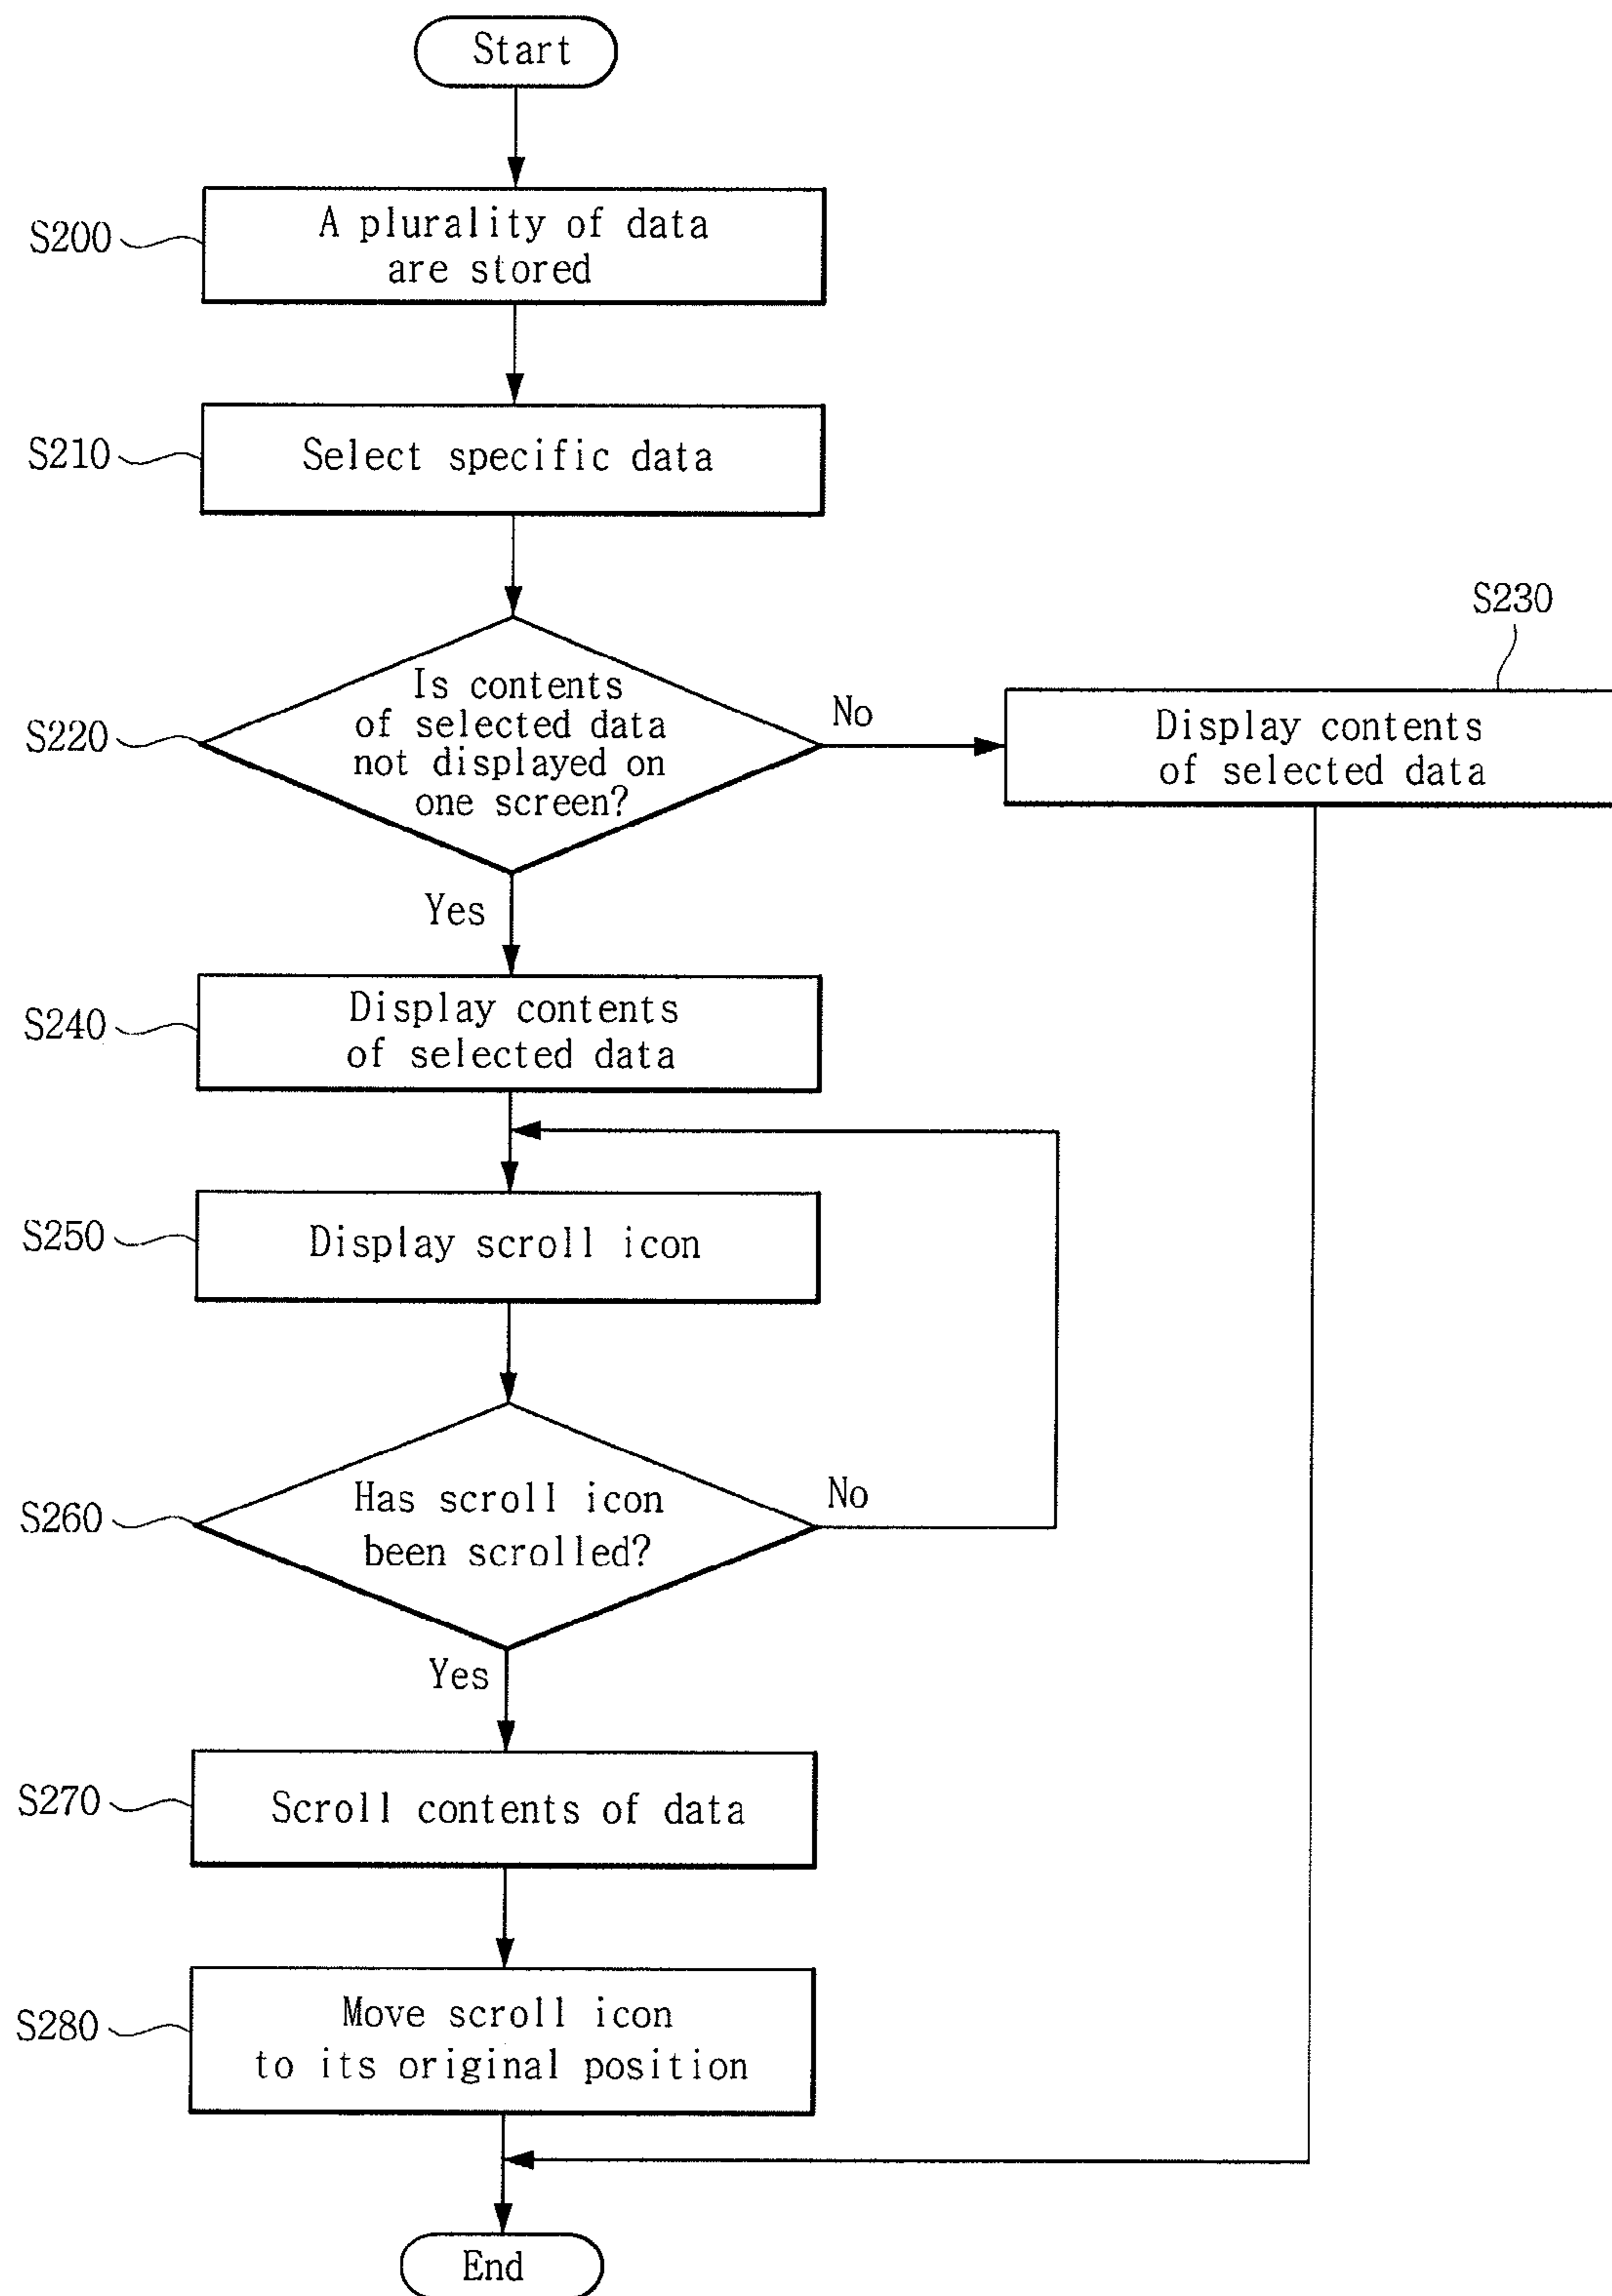 Start
S200
A plurality of data
are stored
S210
Select specific data
S220
Is contents
of selected data
not displayed on
one screen?
No
S230
Display contents
of selected data
Yes
S240
Display contents
of selected data
S250
Display scroll icon
S260
Has scroll icon
been scrolled?
No
Yes
S270
Scroll contents of data
S280
Move scroll icon
to its original position
End